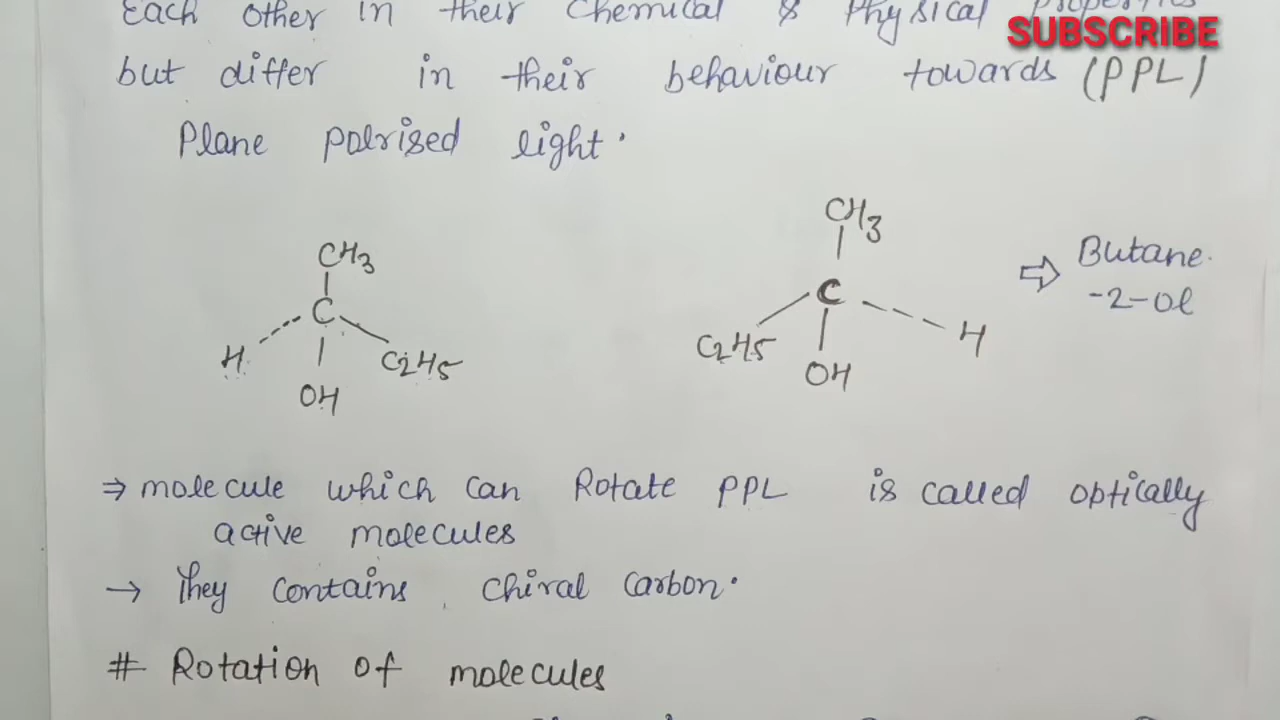 Each other in their chemical & Physical Properties
SUBSCRIBE
but differ in their behaviour towards (PPL)
Plane polrised light.
CH3
C
H
OH
C2H5
CH3
C
C2H5
H
OH
⇒ Butane.
-2-ol
⇒ molecule which can Rotate PPL is called optically
active molecules
→ They contains chiral carbon.
# Rotation of molecules